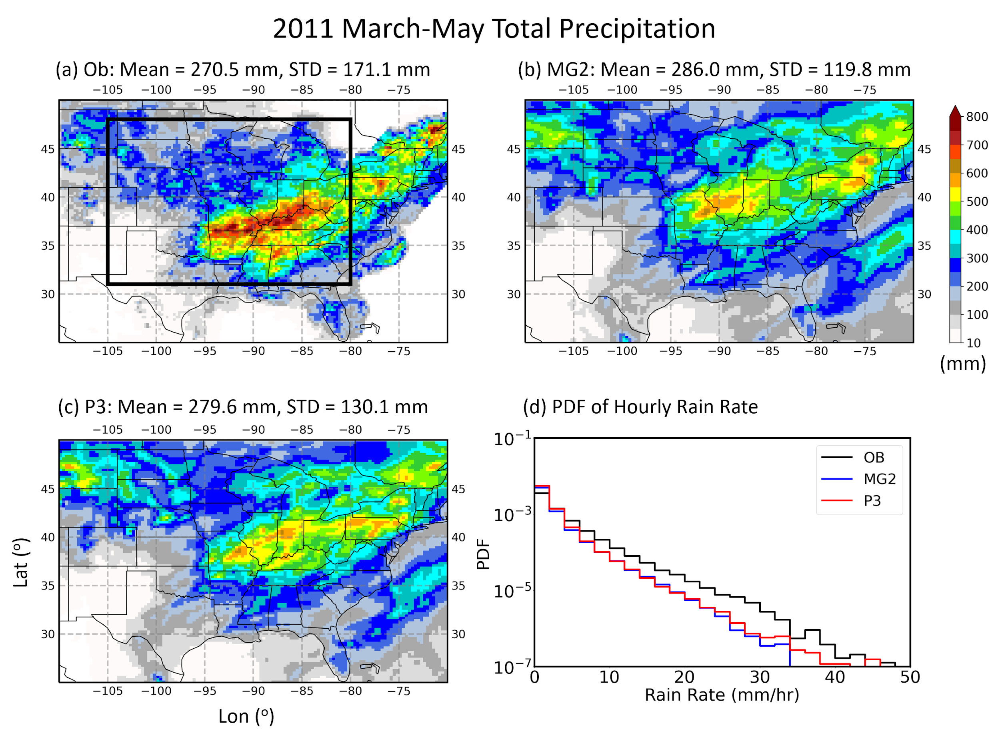 2011 March-May Total Precipitation
(a) Ob: Mean = 270.5 mm, STD = 171.1 mm
−105 −100 −95 −90 −85 −80 −75
45 45
40 40
35 35
30 30
−105 −100 −95 −90 −85 −80 −75
(b) MG2: Mean = 286.0 mm, STD = 119.8 mm
−105 −100 −95 −90 −85 −80 −75
45 45
40 40
35 35
30 30
−105 −100 −95 −90 −85 −80 −75
800
700
600
500
400
300
200
100
10
(mm)
(c) P3: Mean = 279.6 mm, STD = 130.1 mm
−105 −100 −95 −90 −85 −80 −75
45 45
40 40
35 35
30 30
−105 −100 −95 −90 −85 −80 −75
Lat (°)
Lon (°)
(d) PDF of Hourly Rain Rate
10⁻¹
10⁻³
10⁻⁵
10⁻⁷
PDF
OB
MG2
P3
0 10 20 30 40 50
Rain Rate (mm/hr)